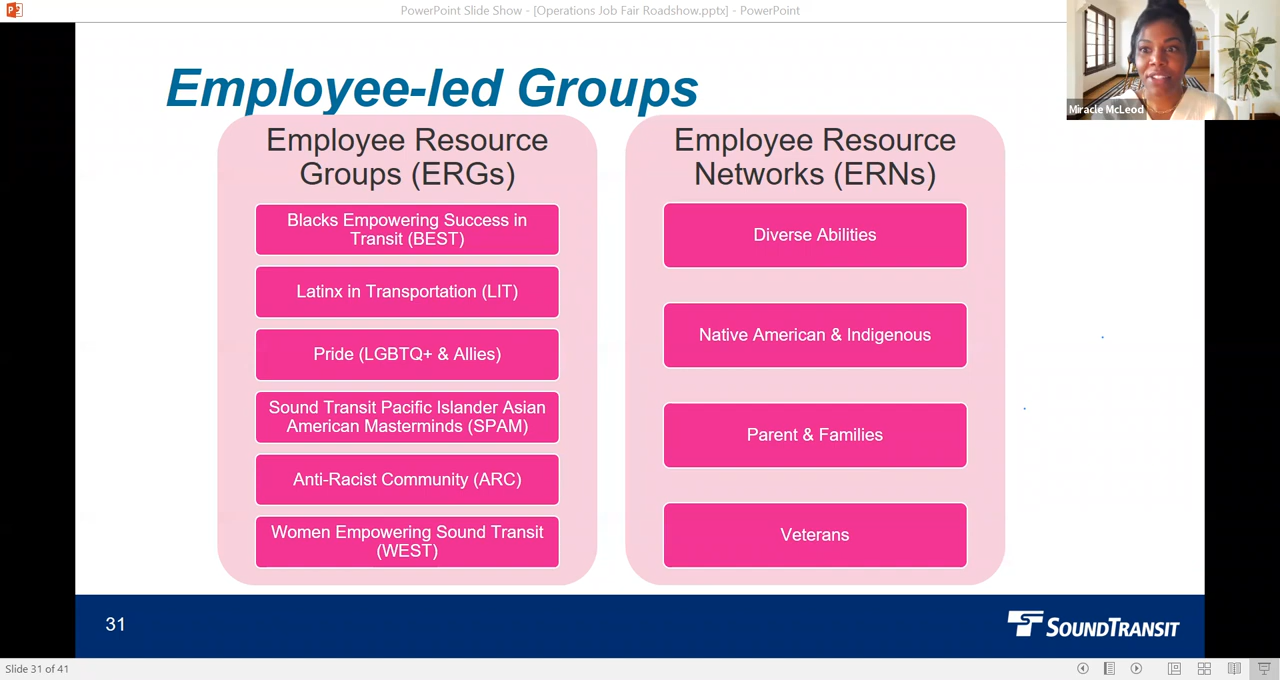 PowerPoint Slide Show - [Operations Job Fair Roadshow.pptx] - PowerPoint
Miracle McLeod
Employee-led Groups
Employee Resource
Groups (ERGs)
Blacks Empowering Success in
Transit (BEST)
Latinx in Transportation (LIT)
Pride (LGBTQ+ & Allies)
Sound Transit Pacific Islander Asian
American Masterminds (SPAM)
Anti-Racist Community (ARC)
Women Empowering Sound Transit
(WEST)
Employee Resource
Networks (ERNs)
Diverse Abilities
Native American & Indigenous
Parent & Families
Veterans
31
SOUNDTRANSIT
Slide 31 of 41